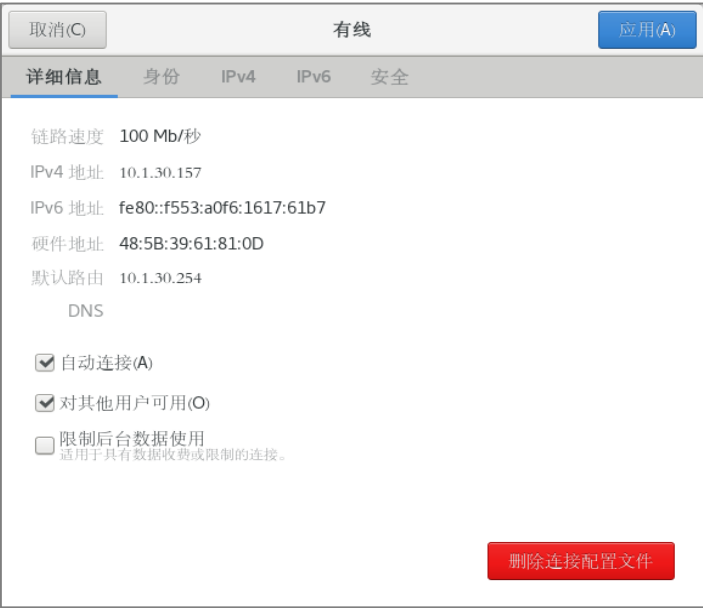 取消(C) 有线 应用(A)
详细信息 身份 IPv4 IPv6 安全
链路速度 100 Mb/秒
IPv4 地址 10.1.30.157
IPv6 地址 fe80::f553:a0f6:1617:61b7
硬件地址 48:5B:39:61:81:0D
默认路由 10.1.30.254
DNS
自动连接(A)
对其他用户可用(O)
限制后台数据使用
适用于具有数据收费或限制的连接。
删除连接配置文件